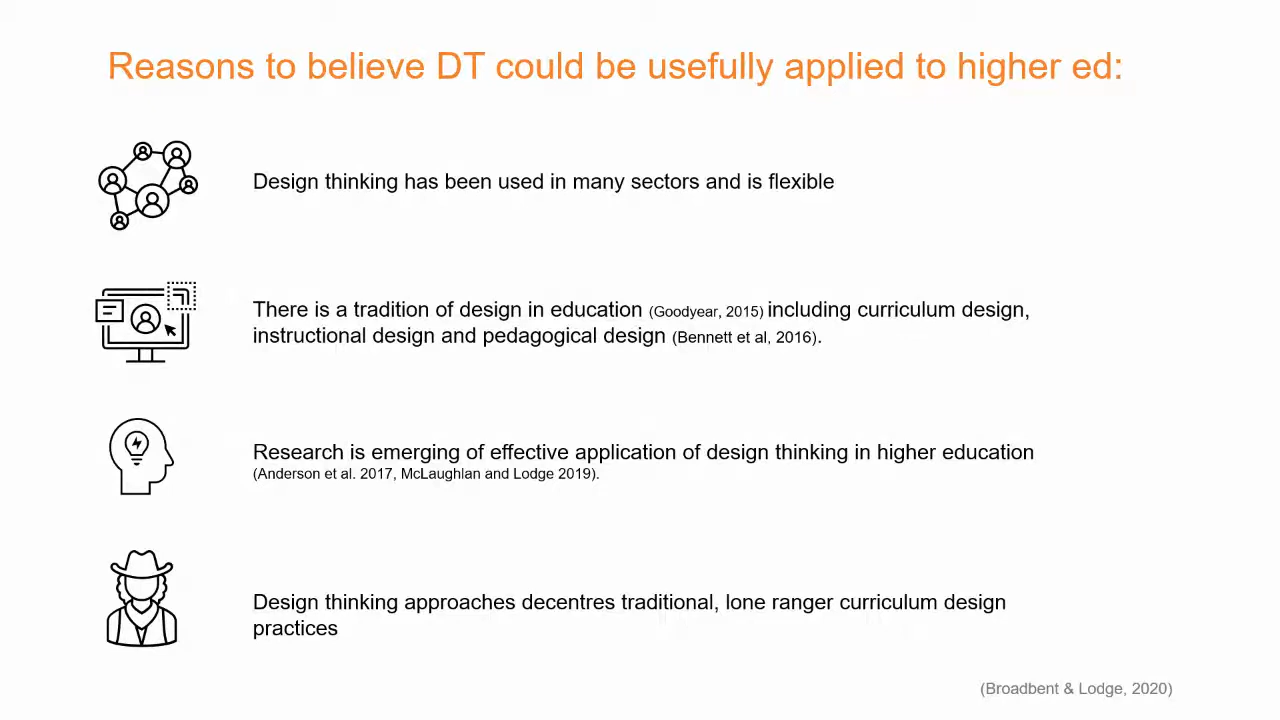 Reasons to believe DT could be usefully applied to higher ed:
Design thinking has been used in many sectors and is flexible
There is a tradition of design in education (Goodyear, 2015) including curriculum design,
instructional design and pedagogical design (Bennett et al, 2016).
Research is emerging of effective application of design thinking in higher education
(Anderson et al. 2017, McLaughlan and Lodge 2019).
Design thinking approaches decentres traditional, lone ranger curriculum design
practices
(Broadbent & Lodge, 2020)